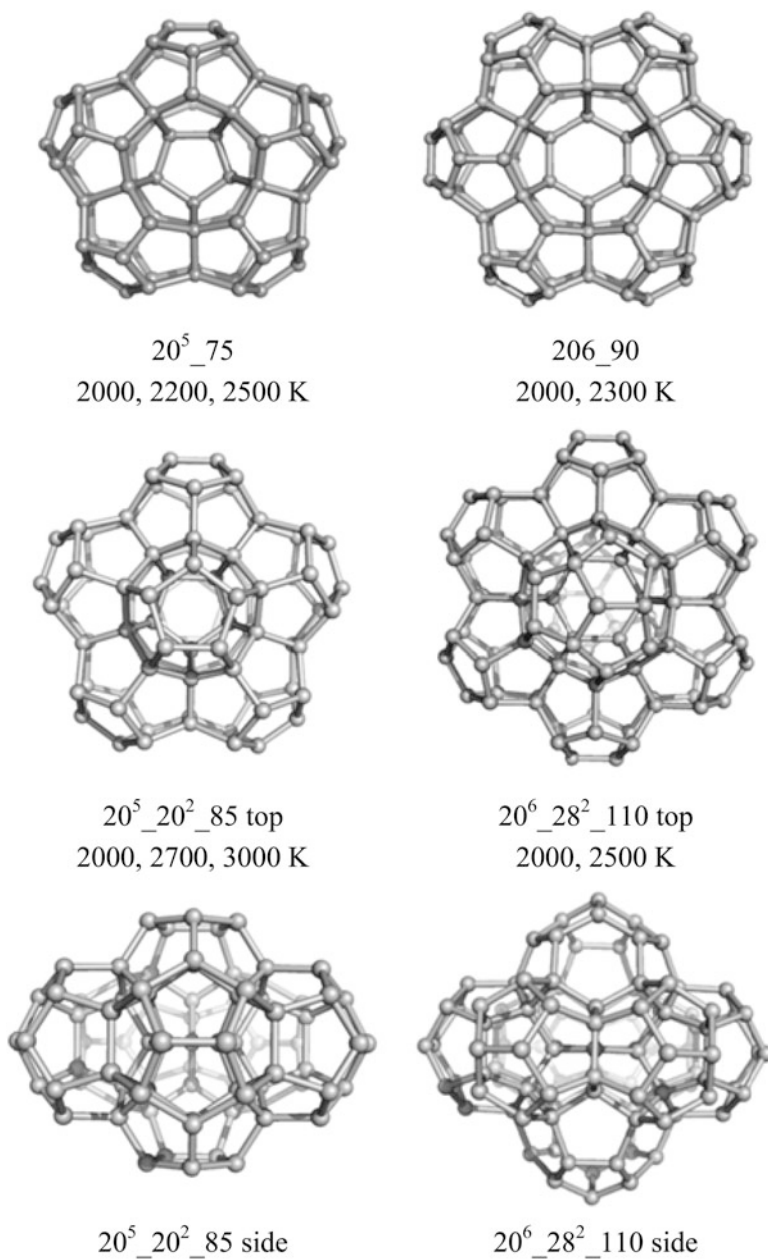 20⁵_75
206_90
2000, 2200, 2500 K
2000, 2300 K
20⁵_20²_85 top
20⁶_28²_110 top
2000, 2700, 3000 K
2000, 2500 K
20⁵_20²_85 side
20⁶_28²_110 side